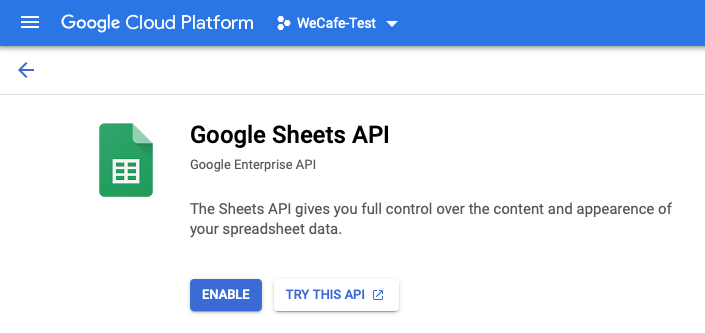 Google Cloud Platform WeCafe-Test
Google Sheets API
Google Enterprise API
The Sheets API gives you full control over the content and appearence of
your spreadsheet data.
ENABLE TRY THIS API